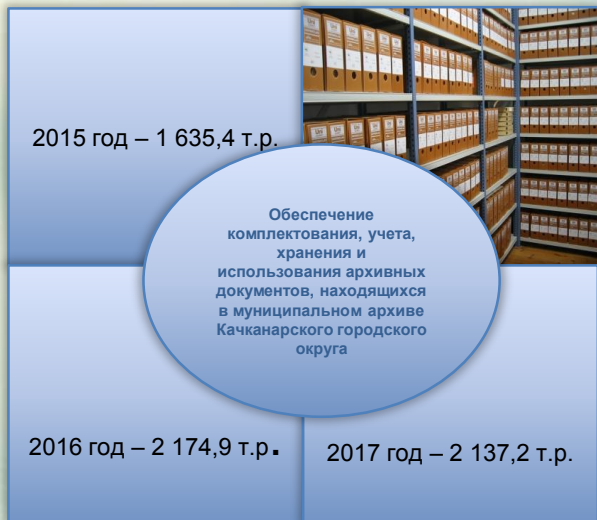 2015 год – 1 635,4 т.р.
Обеспечение
комплектования, учета,
хранения и
использования архивных
документов, находящихся
в муниципальном архиве
Качканарского городского
округа
2016 год – 2 174,9 т.р.
2017 год – 2 137,2 т.р.